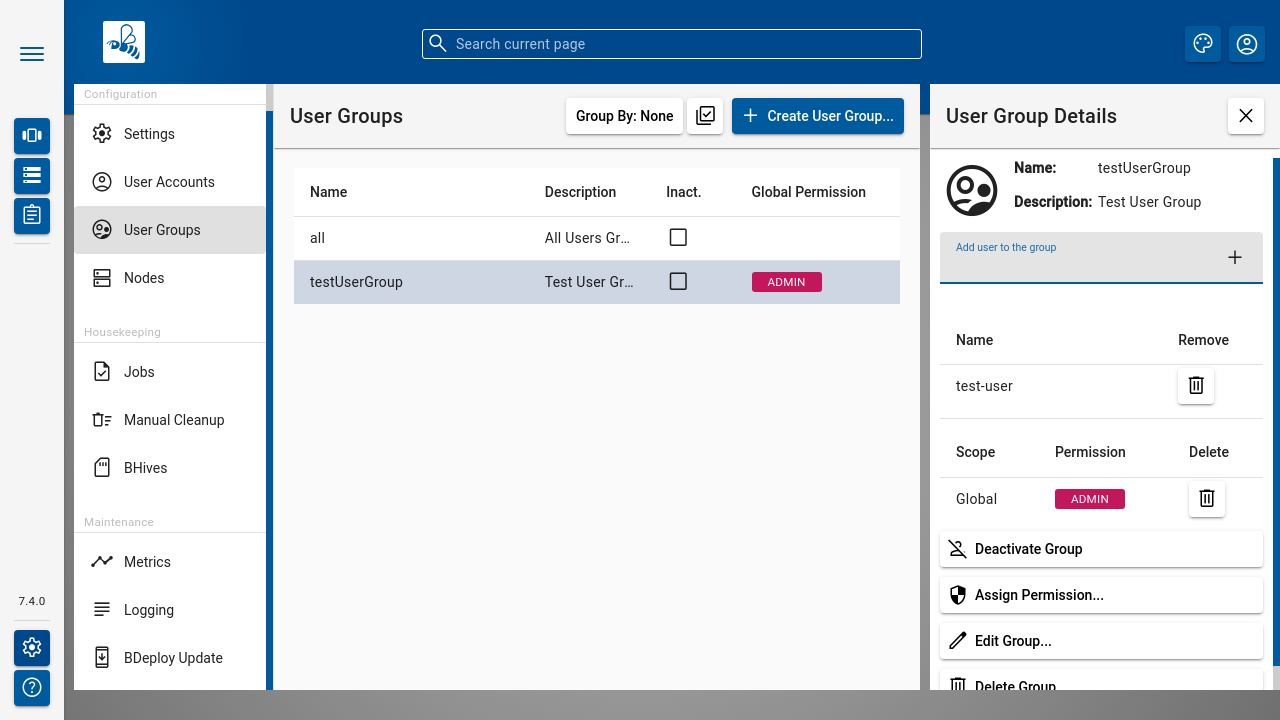 Search current page
7.4.0
Configuration
Settings
User Accounts
User Groups
Nodes
Housekeeping
Jobs
Manual Cleanup
BHives
Maintenance
Metrics
Logging
BDeploy Update
User Groups
Group By: None
Create User Group...
Name Description Inact. Global Permission
all All Users Gr...
testUserGroup Test User Gr... ADMIN
User Group Details
Name: testUserGroup
Description: Test User Group
Add user to the group
Name Remove
test-user
Scope Permission Delete
Global ADMIN
Deactivate Group
Assign Permission...
Edit Group...
Delete Group